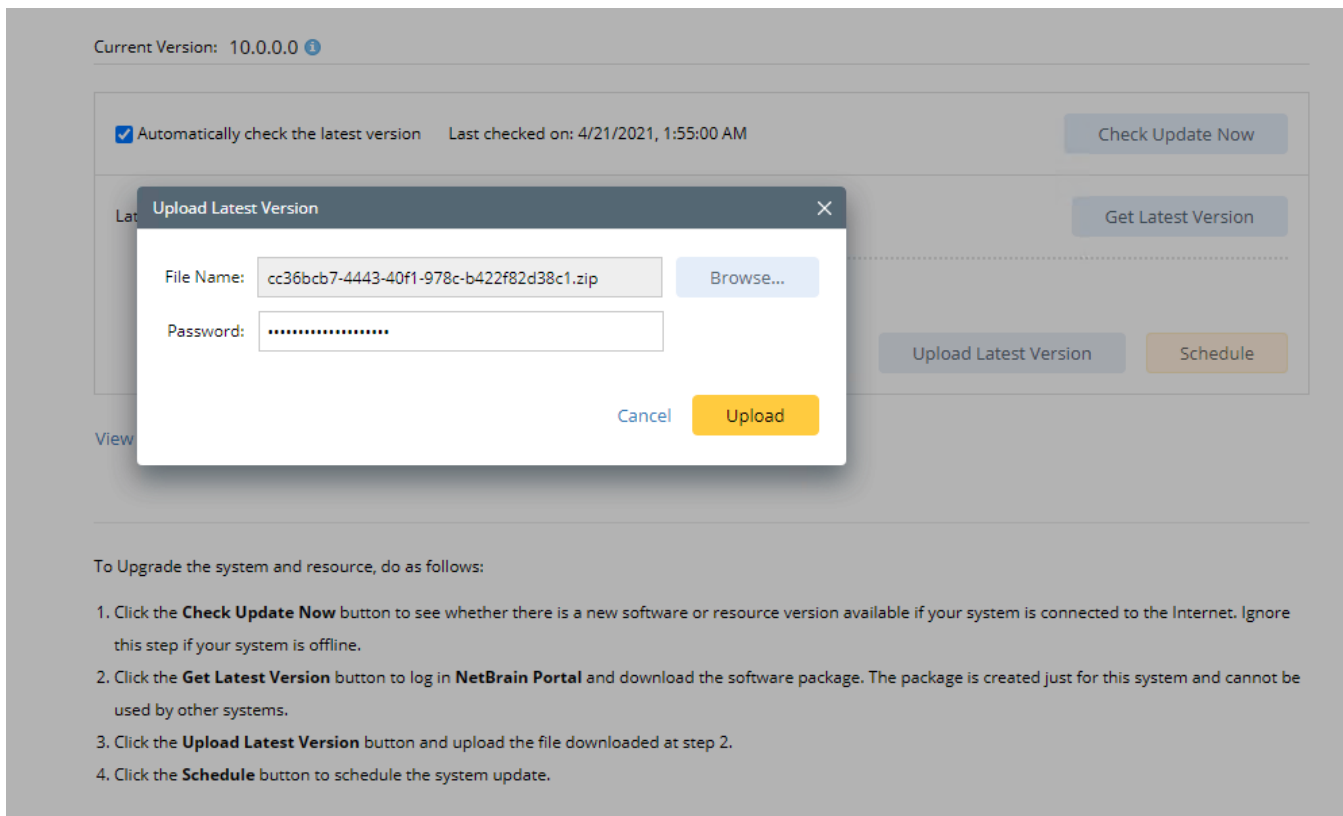 Current Version: 10.0.0.0
Automatically check the latest version Last checked on: 4/21/2021, 1:55:00 AM Check Update Now
Upload Latest Version
Lat Get Latest Version
File Name: cc36bcb7-4443-40f1-978c-b422f82d38c1.zip Browse...
Password: ••••••••••••••••••••
Upload Latest Version Schedule
Cancel Upload
View
To Upgrade the system and resource, do as follows:
1. Click the Check Update Now button to see whether there is a new software or resource version available if your system is connected to the Internet. Ignore
this step if your system is offline.
2. Click the Get Latest Version button to log in NetBrain Portal and download the software package. The package is created just for this system and cannot be
used by other systems.
3. Click the Upload Latest Version button and upload the file downloaded at step 2.
4. Click the Schedule button to schedule the system update.